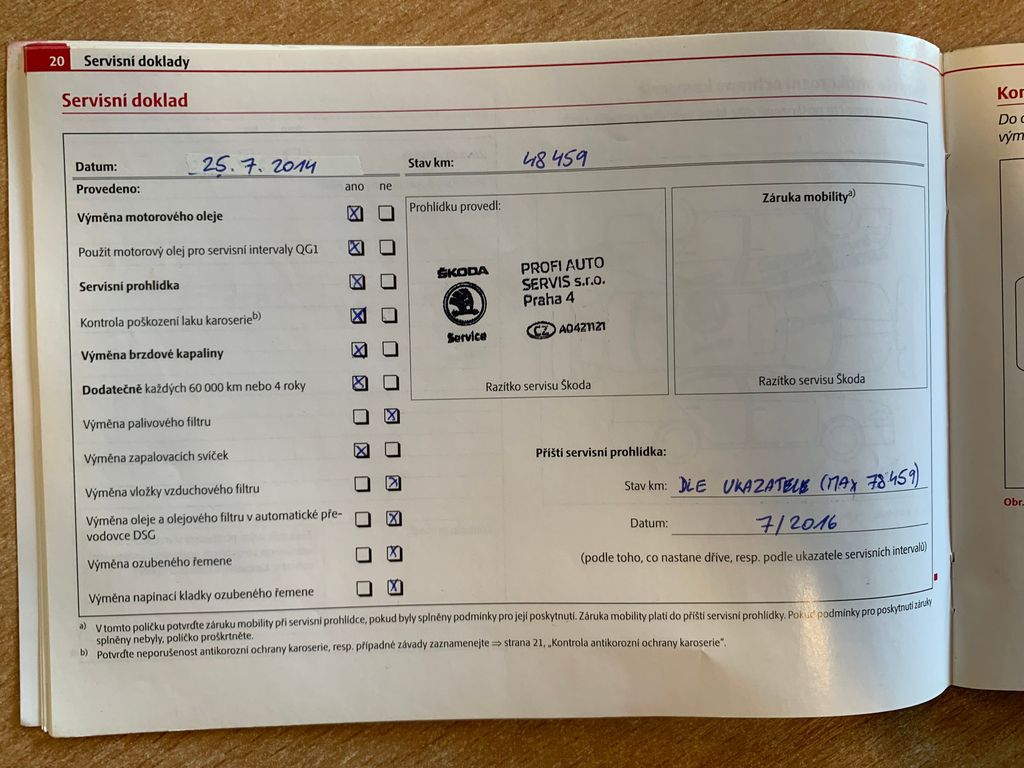 20 Servisní doklady
Servisní doklad
Datum: 25. 7. 2014 Stav km: 48 459
Provedeno: ano ne
Výměna motorového oleje
Použit motorový olej pro servisní intervaly QG1
Servisní prohlídka
Kontrola poškození laku karoserie b)
Výměna brzdové kapaliny
Dodatečně každých 60 000 km nebo 4 roky
Výměna palivového filtru
Výměna zapalovacích svíček
Výměna vložky vzduchového filtru
Výměna oleje a olejového filtru v automatické pře-
vodovce DSG
Výměna ozubeného řemene
Výměna napínací kladky ozubeného řemene
Prohlídku provedl:
ŠKODA
Service
PROFI AUTO
SERVIS s.r.o.
Praha 4
CZ A0421121
Razítko servisu Škoda
Záruka mobility a)
Razítko servisu Škoda
Příští servisní prohlídka:
Stav km: DLE UKAZATELE (MAX 78 459)
Datum: 7/2016
(podle toho, co nastane dříve, resp. podle ukazatele servisních intervalů)
a) V tomto políčku potvrďte záruku mobility při servisní prohlídce, pokud byly splněny podmínky pro její poskytnutí. Záruka mobility platí do příští servisní prohlídky. Pokud podmínky pro poskytnutí záruky
splněny nebyly, políčko proškrtněte.
b) Potvrďte neporušenost antikorozní ochrany karoserie, resp. případné závady zaznamenejte ⇒ strana 21, „Kontrola antikorozní ochrany karoserie“.
Kor
Do
vým
Obr.